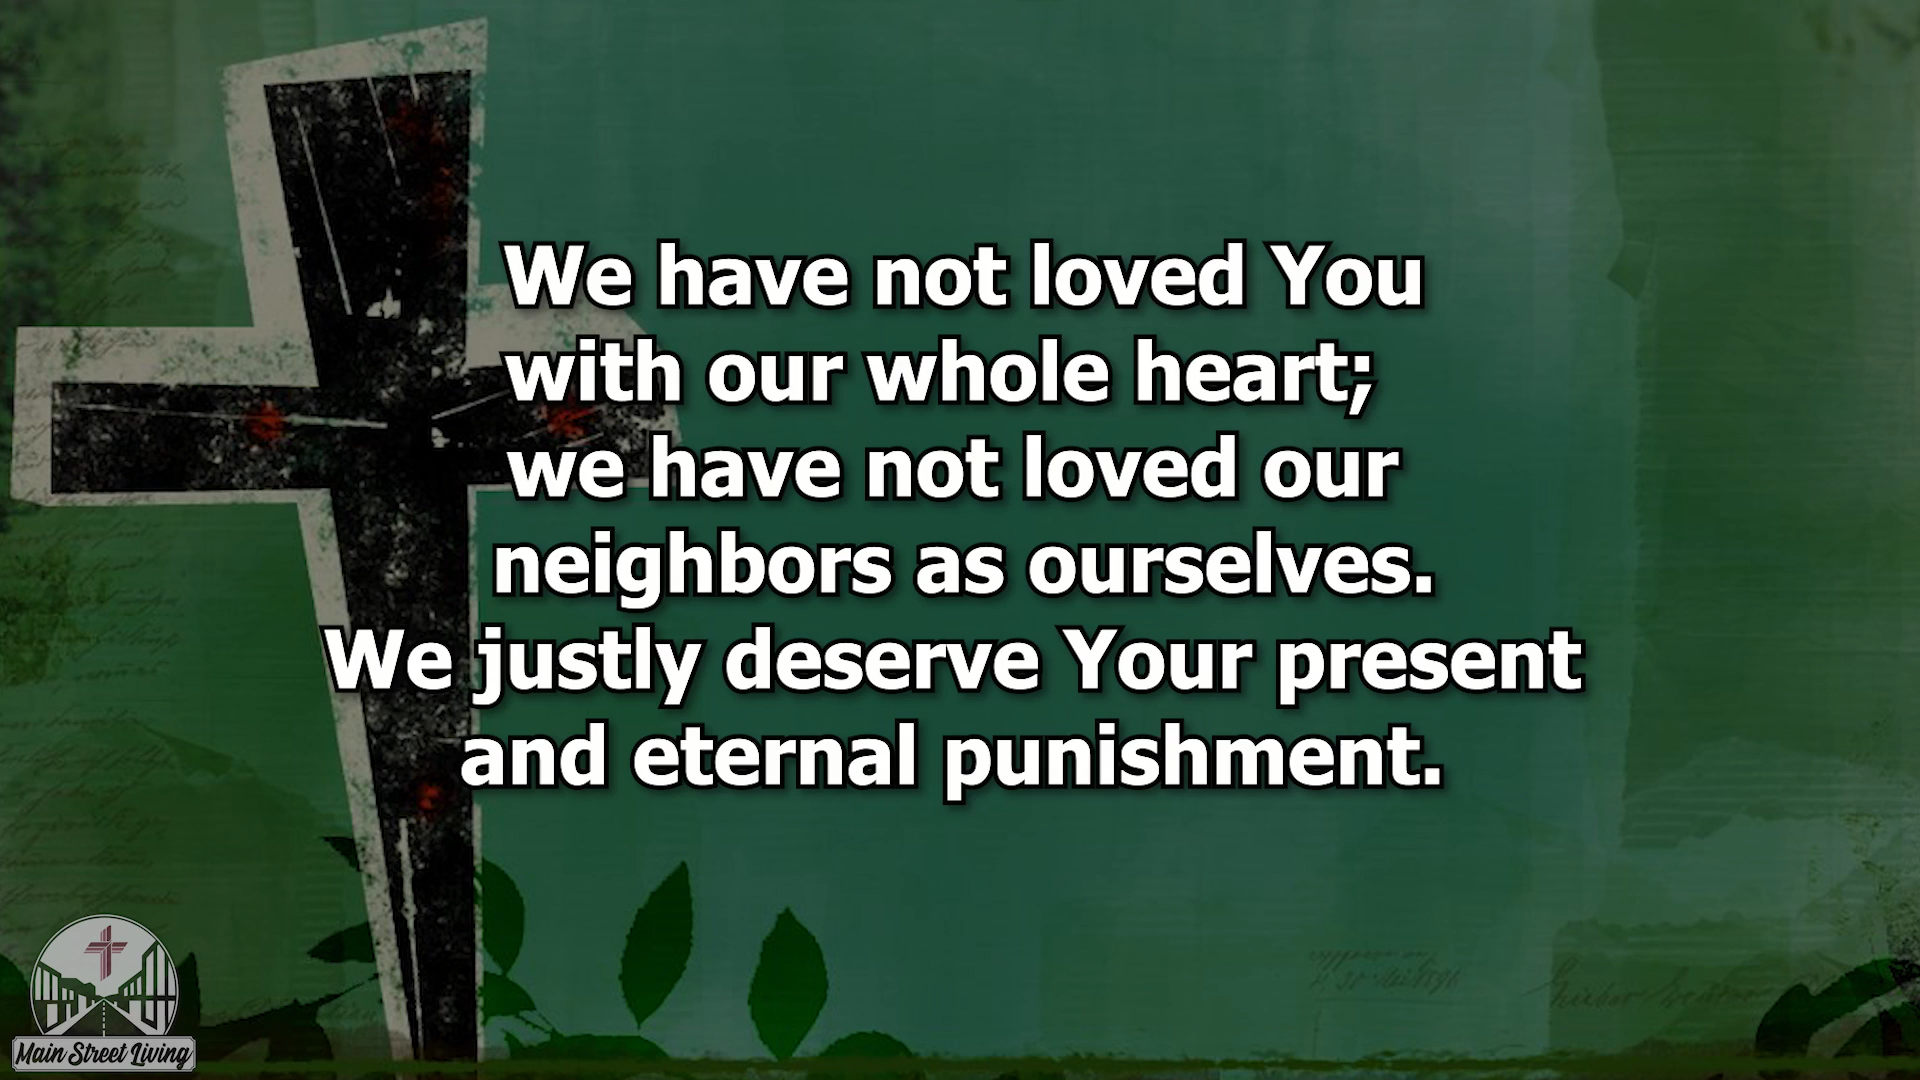 We have not loved You
with our whole heart;
we have not loved our
neighbors as ourselves.
We justly deserve Your present
and eternal punishment.
Main Street Living